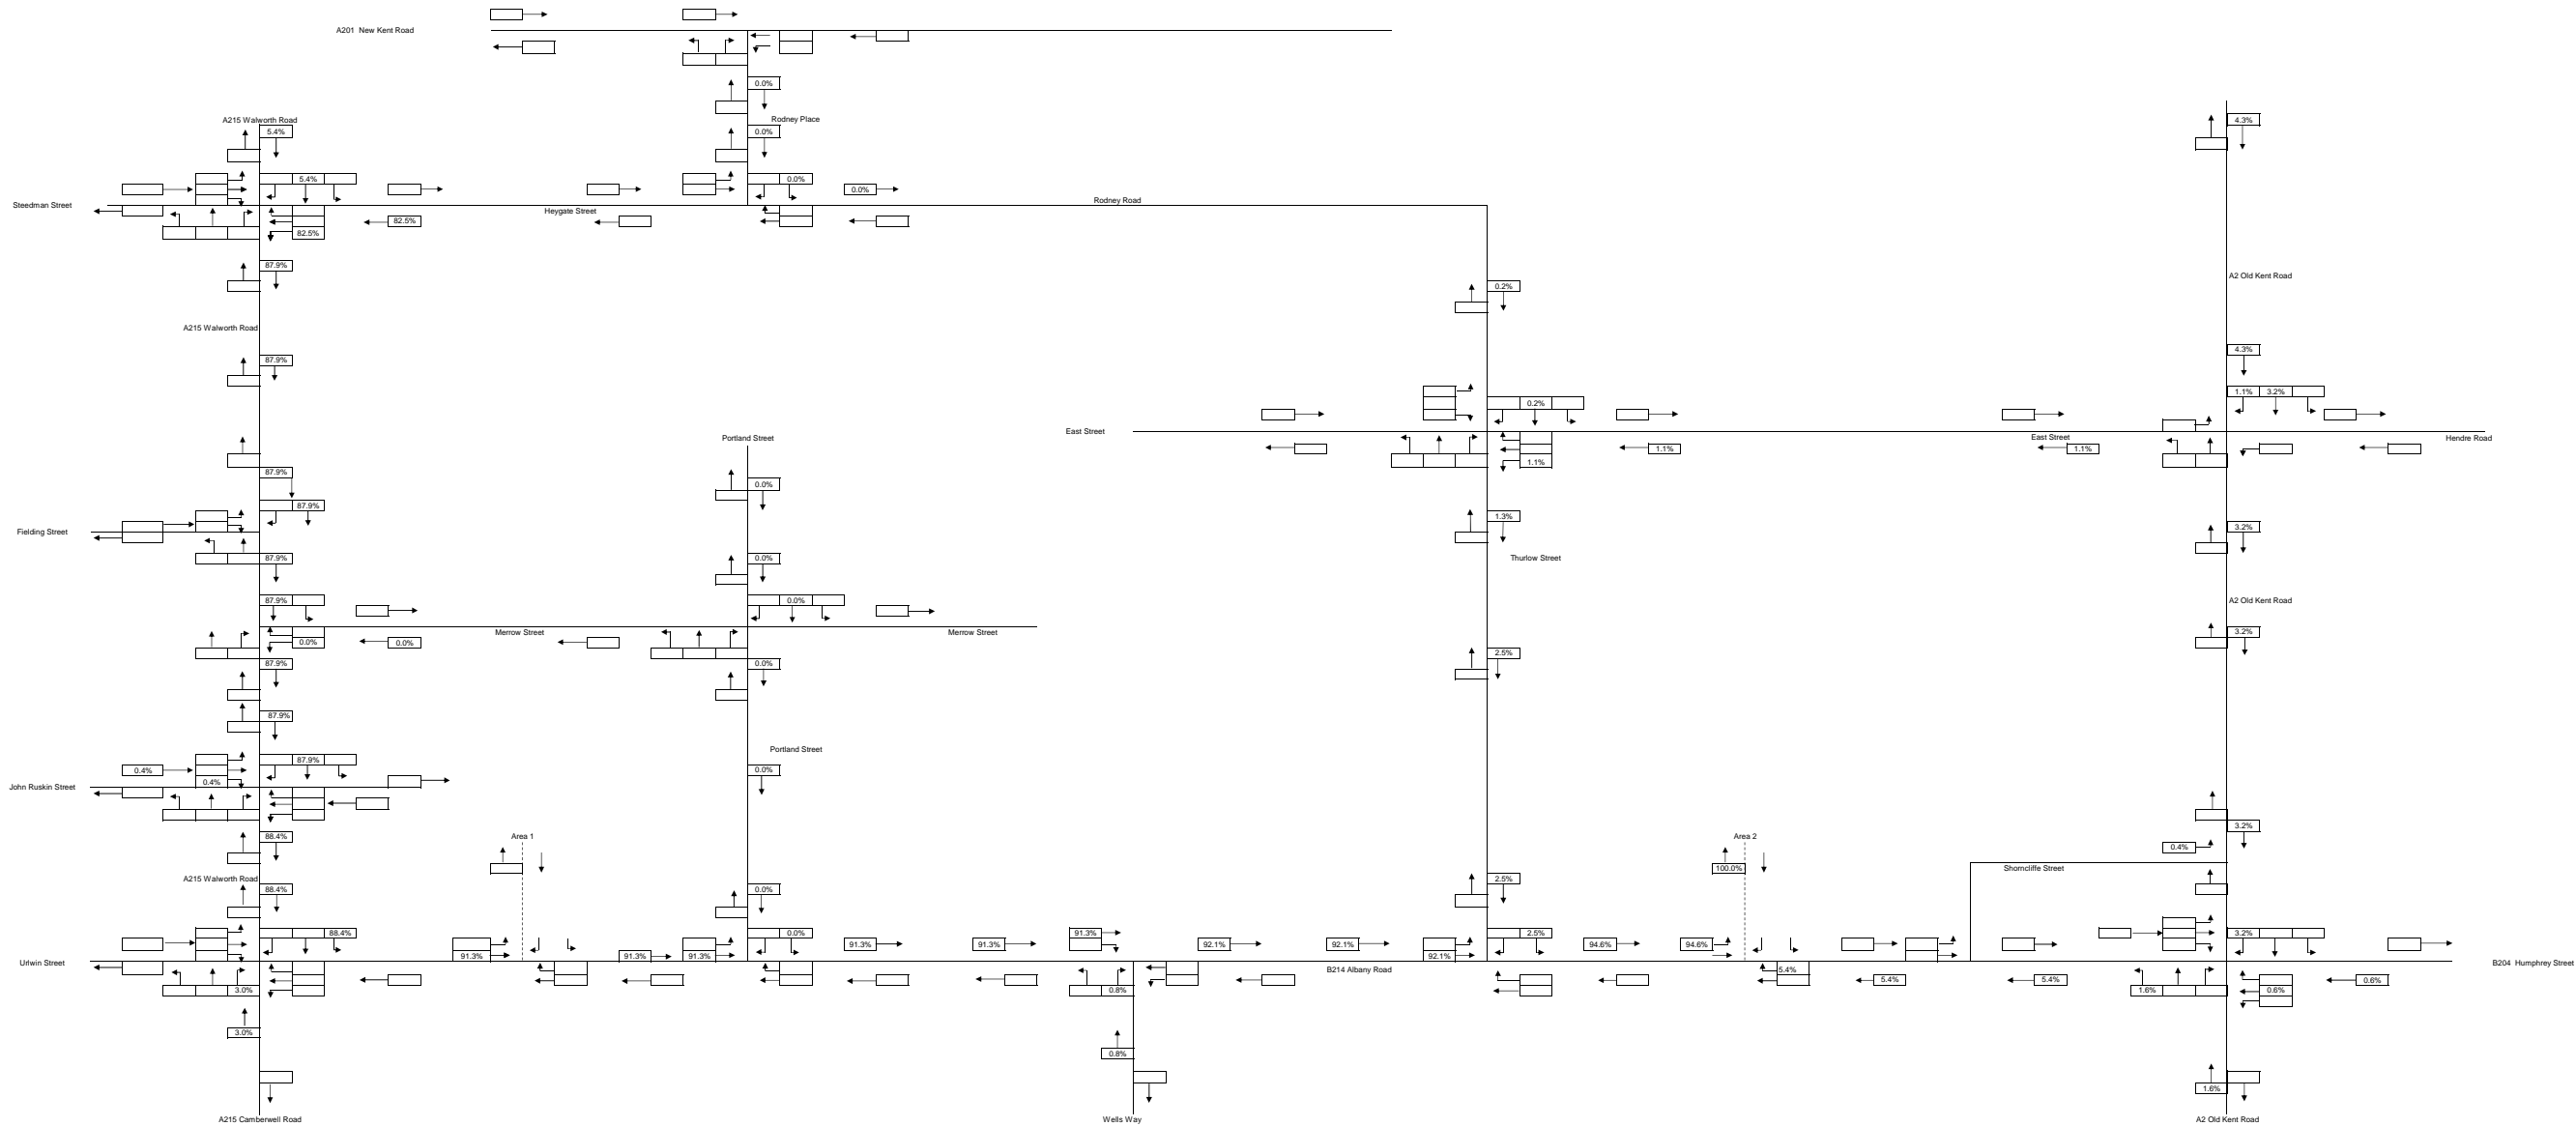 A201 New Kent Road
0.0%
A215 Walworth Road
Rodney Place
4.3%
5.4%
0.0%
5.4%
0.0%
0.0%
Steedman Street
Heygate Street
Rodney Road
82.5%
82.5%
87.9%
A2 Old Kent Road
0.2%
A215 Walworth Road
4.3%
87.9%
1.1% 3.2%
0.2%
East Street
East Street
Hendre Road
Portland Street
1.1%
1.1%
1.1%
87.9%
0.0%
87.9%
1.3%
3.2%
Fielding Street
87.9%
0.0%
Thurlow Street
87.9%
0.0%
A2 Old Kent Road
Merrow Street
Merrow Street
3.2%
0.0%
0.0%
87.9%
0.0%
2.5%
87.9%
Portland Street
87.9%
0.4%
0.0%
0.4%
John Ruskin Street
3.2%
88.4%
Area 1
Area 2
0.4%
100.0%
Shorncliffe Street
A215 Walworth Road
2.5%
88.4%
0.0%
88.4%
0.0%
91.3%
2.5%
3.2%
91.3%
91.3%
92.1%
92.1%
94.6%
94.6%
91.3%
91.3%
91.3%
92.1%
Urlwin Street
B214 Albany Road
B204 Humphrey Street
5.4%
5.4%
5.4%
0.6%
3.0%
0.8%
1.6%
0.6%
3.0%
0.8%
1.6%
A215 Camberwell Road
Wells Way
A2 Old Kent Road